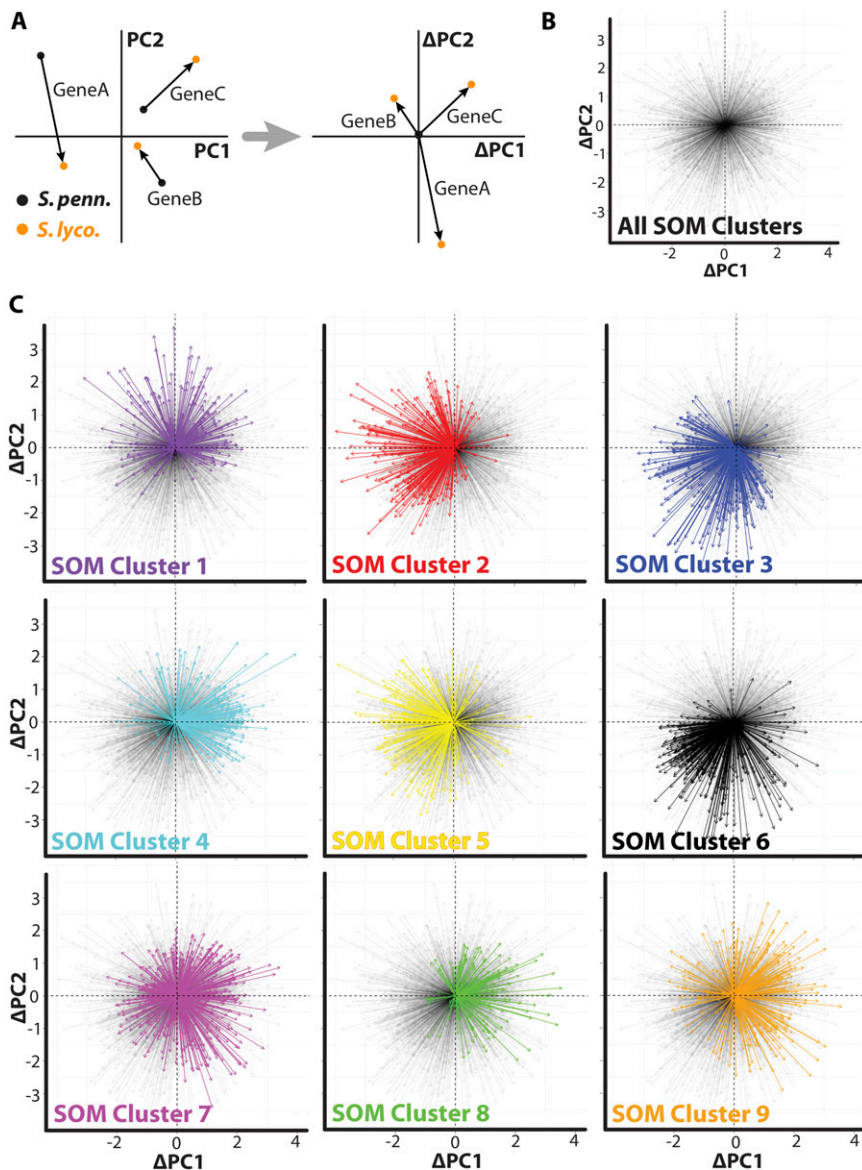 A
PC2
GeneA
GeneC
PC1
GeneB
S. penn.
S. lyco.
ΔPC2
GeneB
GeneC
ΔPC1
GeneA
B
ΔPC2
3
2
1
0
-1
-2
-3
All SOM Clusters
-2 0 2 4
ΔPC1
C
ΔPC2
3
2
1
0
-1
-2
-3
SOM Cluster 1
SOM Cluster 2
SOM Cluster 3
ΔPC2
3
2
1
0
-1
-2
-3
SOM Cluster 4
SOM Cluster 5
SOM Cluster 6
ΔPC2
3
2
1
0
-1
-2
-3
SOM Cluster 7
SOM Cluster 8
SOM Cluster 9
-2 0 2 4
-2 0 2 4
-2 0 2 4
ΔPC1
ΔPC1
ΔPC1